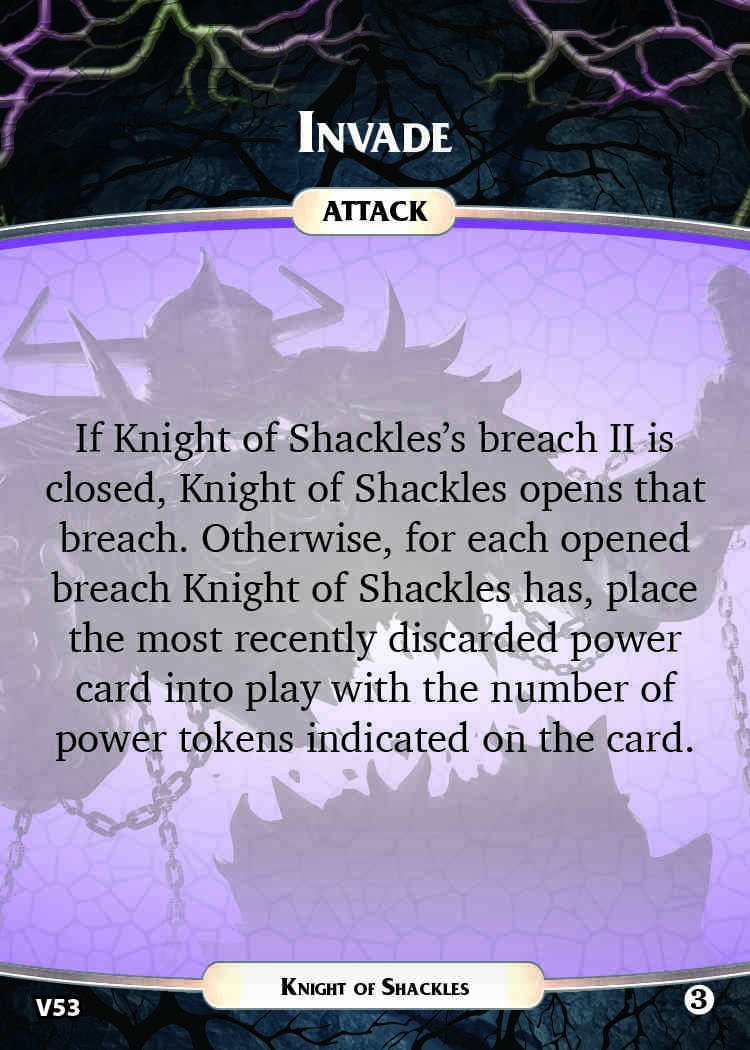 Invade
ATTACK
If Knight of Shackles’s breach II is
closed, Knight of Shackles opens that
breach. Otherwise, for each opened
breach Knight of Shackles has, place
the most recently discarded power
card into play with the number of
power tokens indicated on the card.
Knight of Shackles
V53
3